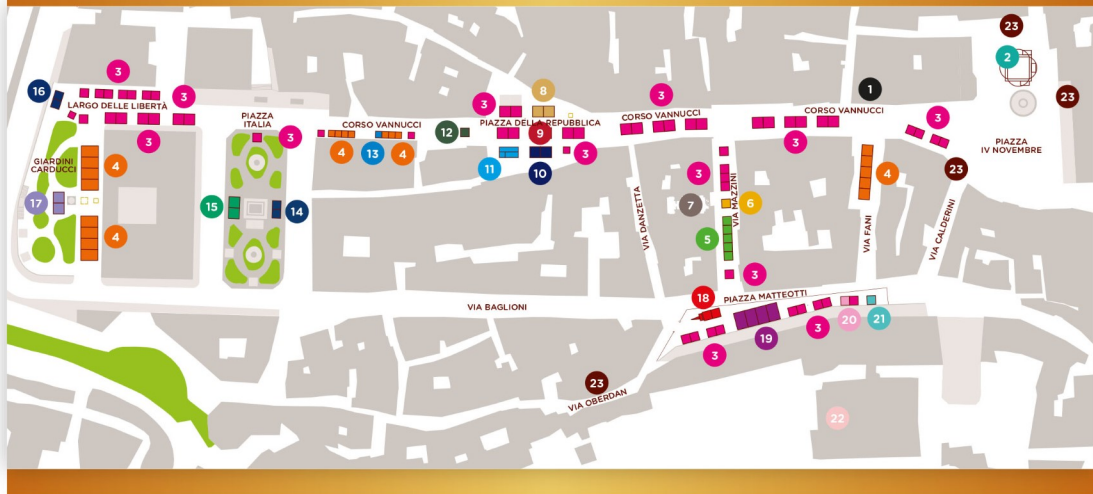 23
2
3
1
16
3
3
8
3
23
LARGO DELLE LIBERTÀ
PIAZZA
ITALIA
CORSO VANNUCCI
PIAZZA DELLA REPUBBLICA
CORSO VANNUCCI
CORSO VANNUCCI
3
3
3
12
9
3
PIAZZA
IV NOVEMBRE
4
13
4
11
10
3
GIARDINI
CARDUCCI
4
3
4
23
17
15
14
7
VIA MAZZINI
6
VIA DANZETTA
VIA FANI
VIA CALDERINI
4
5
3
18
PIAZZA MATTEOTTI
VIA BAGLIONI
20
21
3
19
3
23
VIA OBERDAN
22